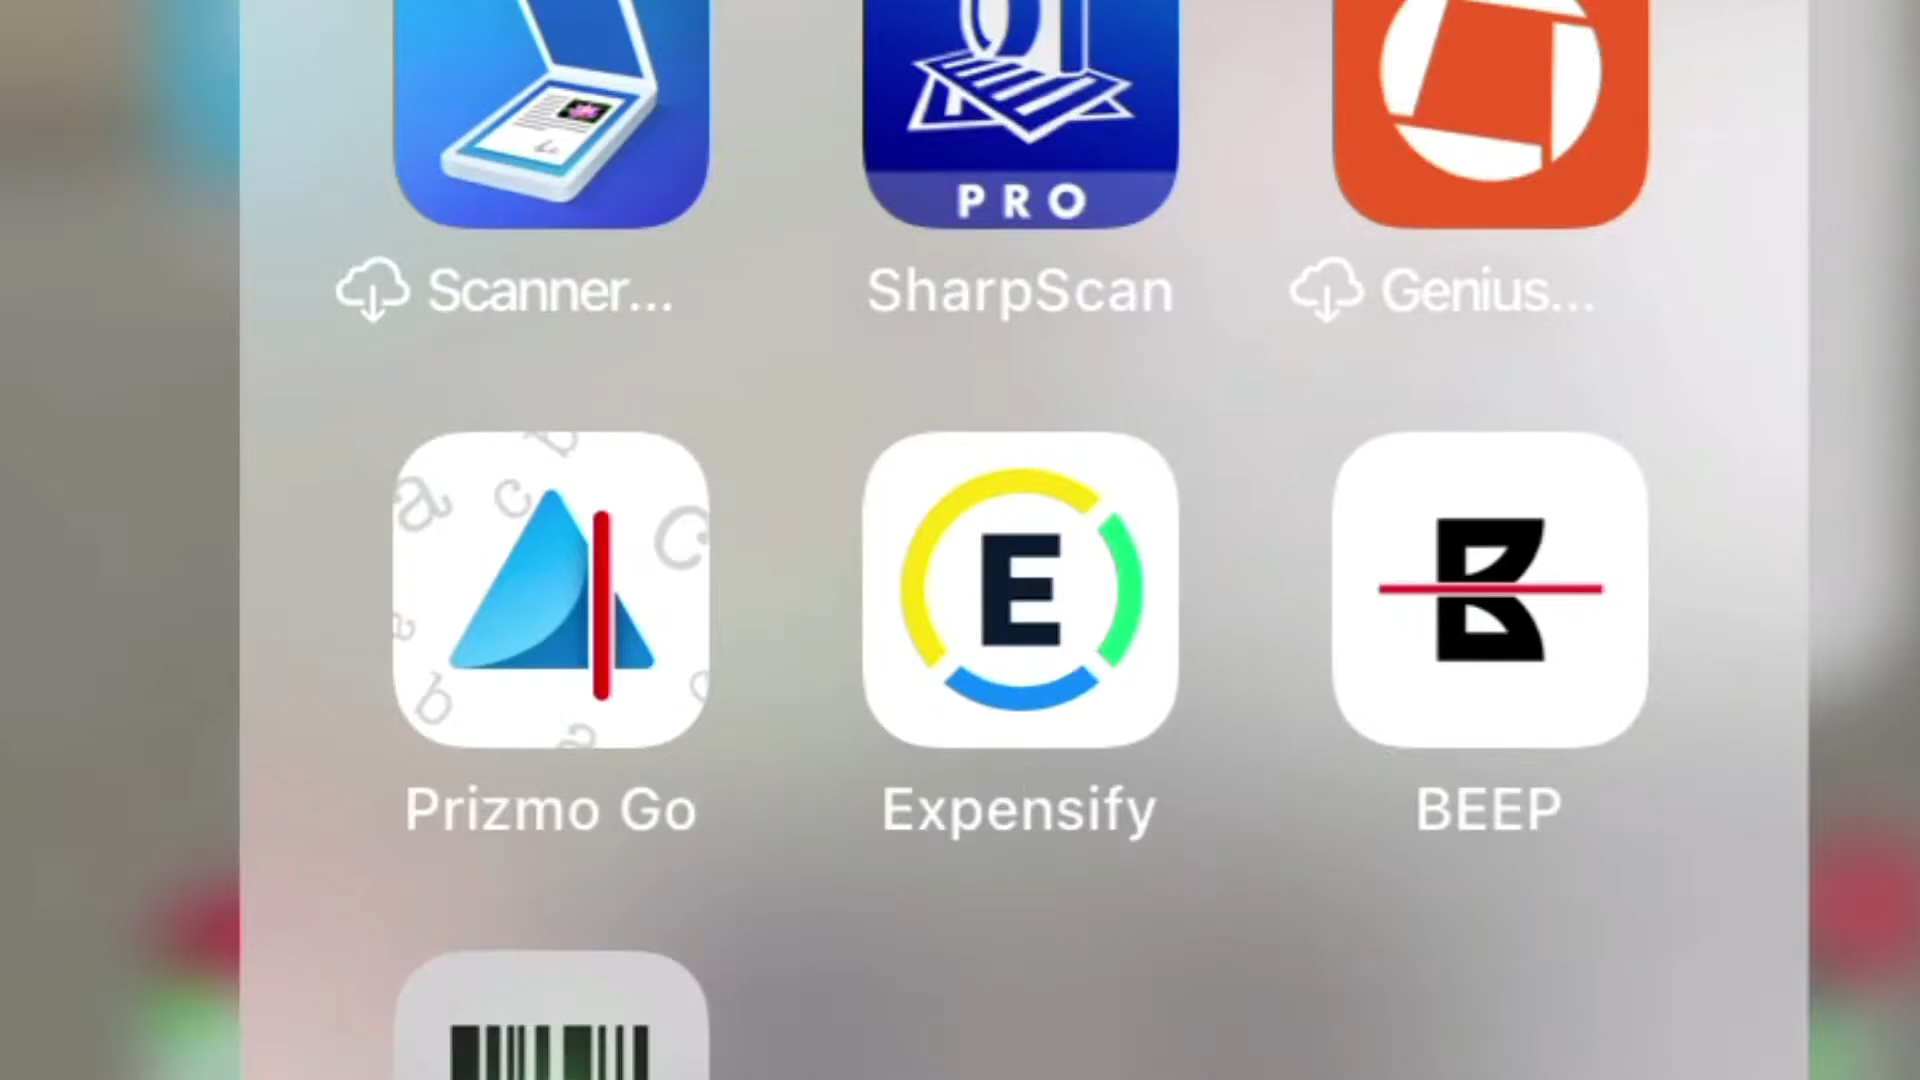 PRO
Scanner...
SharpScan
Genius...
a
b
c
C
a
b
a
E
B
Prizmo Go
Expensify
BEEP